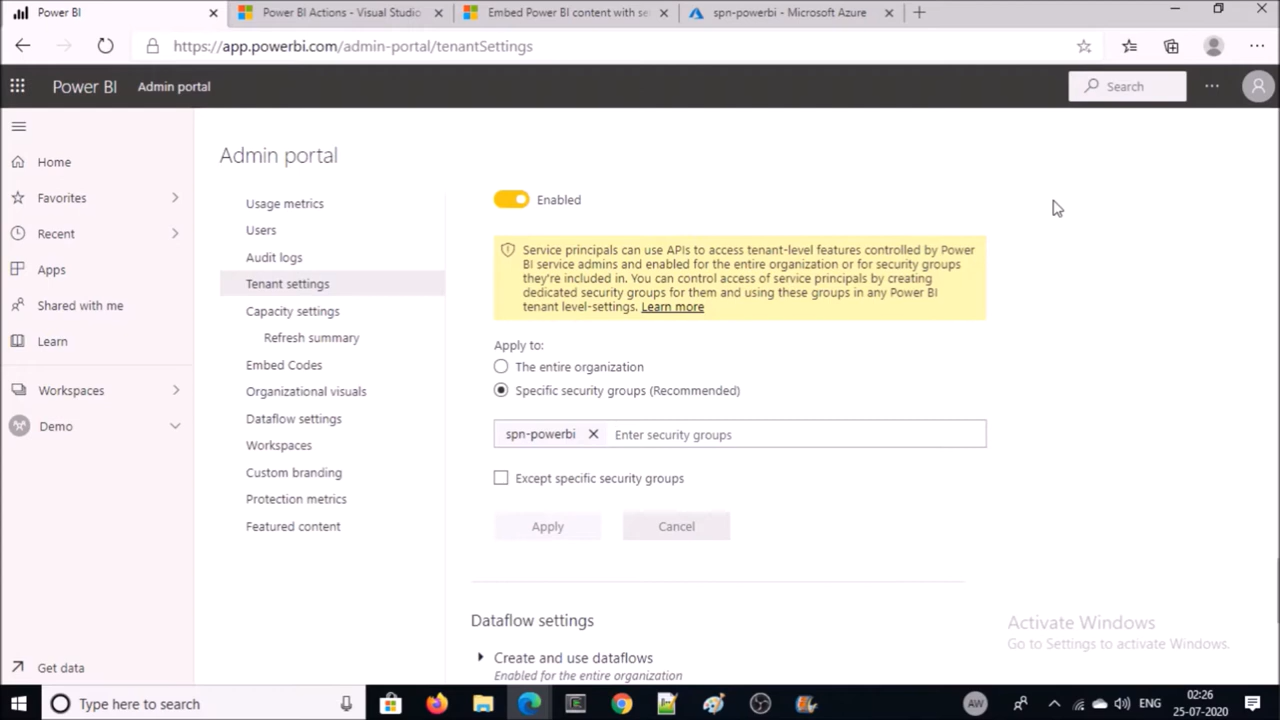 Power BI
Power BI Actions - Visual Studio
Embed Power BI content with se
spn-powerbi - Microsoft Azure
https://app.powerbi.com/admin-portal/tenantSettings
Power BI
Admin portal
Search
Home
Favorites
Recent
Apps
Shared with me
Learn
Workspaces
Demo
Get data
Admin portal
Usage metrics
Users
Audit logs
Tenant settings
Capacity settings
Refresh summary
Embed Codes
Organizational visuals
Dataflow settings
Workspaces
Custom branding
Protection metrics
Featured content
Enabled
Service principals can use APIs to access tenant-level features controlled by Power
BI service admins and enabled for the entire organization or for security groups
they're included in. You can control access of service principals by creating
dedicated security groups for them and using these groups in any Power BI
tenant level-settings. Learn more
Apply to:
The entire organization
Specific security groups (Recommended)
spn-powerbi
Enter security groups
Except specific security groups
Apply
Cancel
Dataflow settings
Create and use dataflows
Enabled for the entire organization
Activate Windows
Go to Settings to activate Windows.
Type here to search
AW
ENG
02:26
25-07-2020